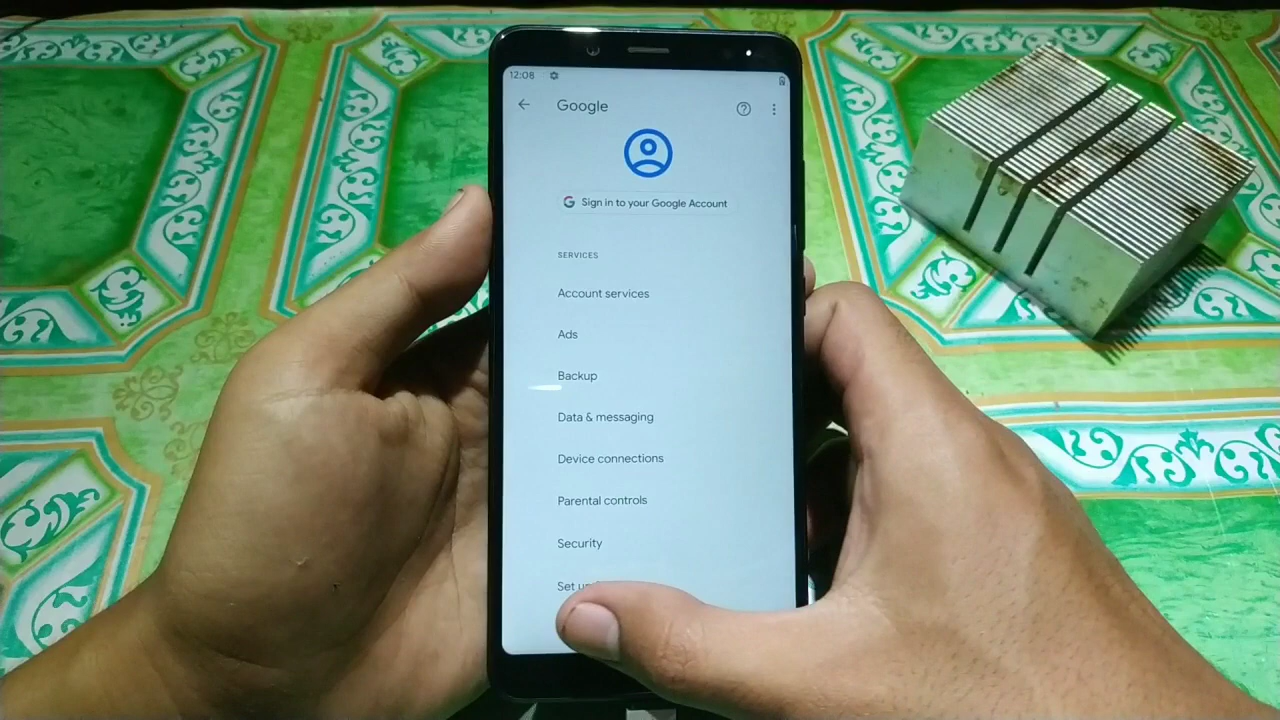 12:08
Google
Sign in to your Google Account
SERVICES
Account services
Ads
Backup
Data & messaging
Device connections
Parental controls
Security
Set